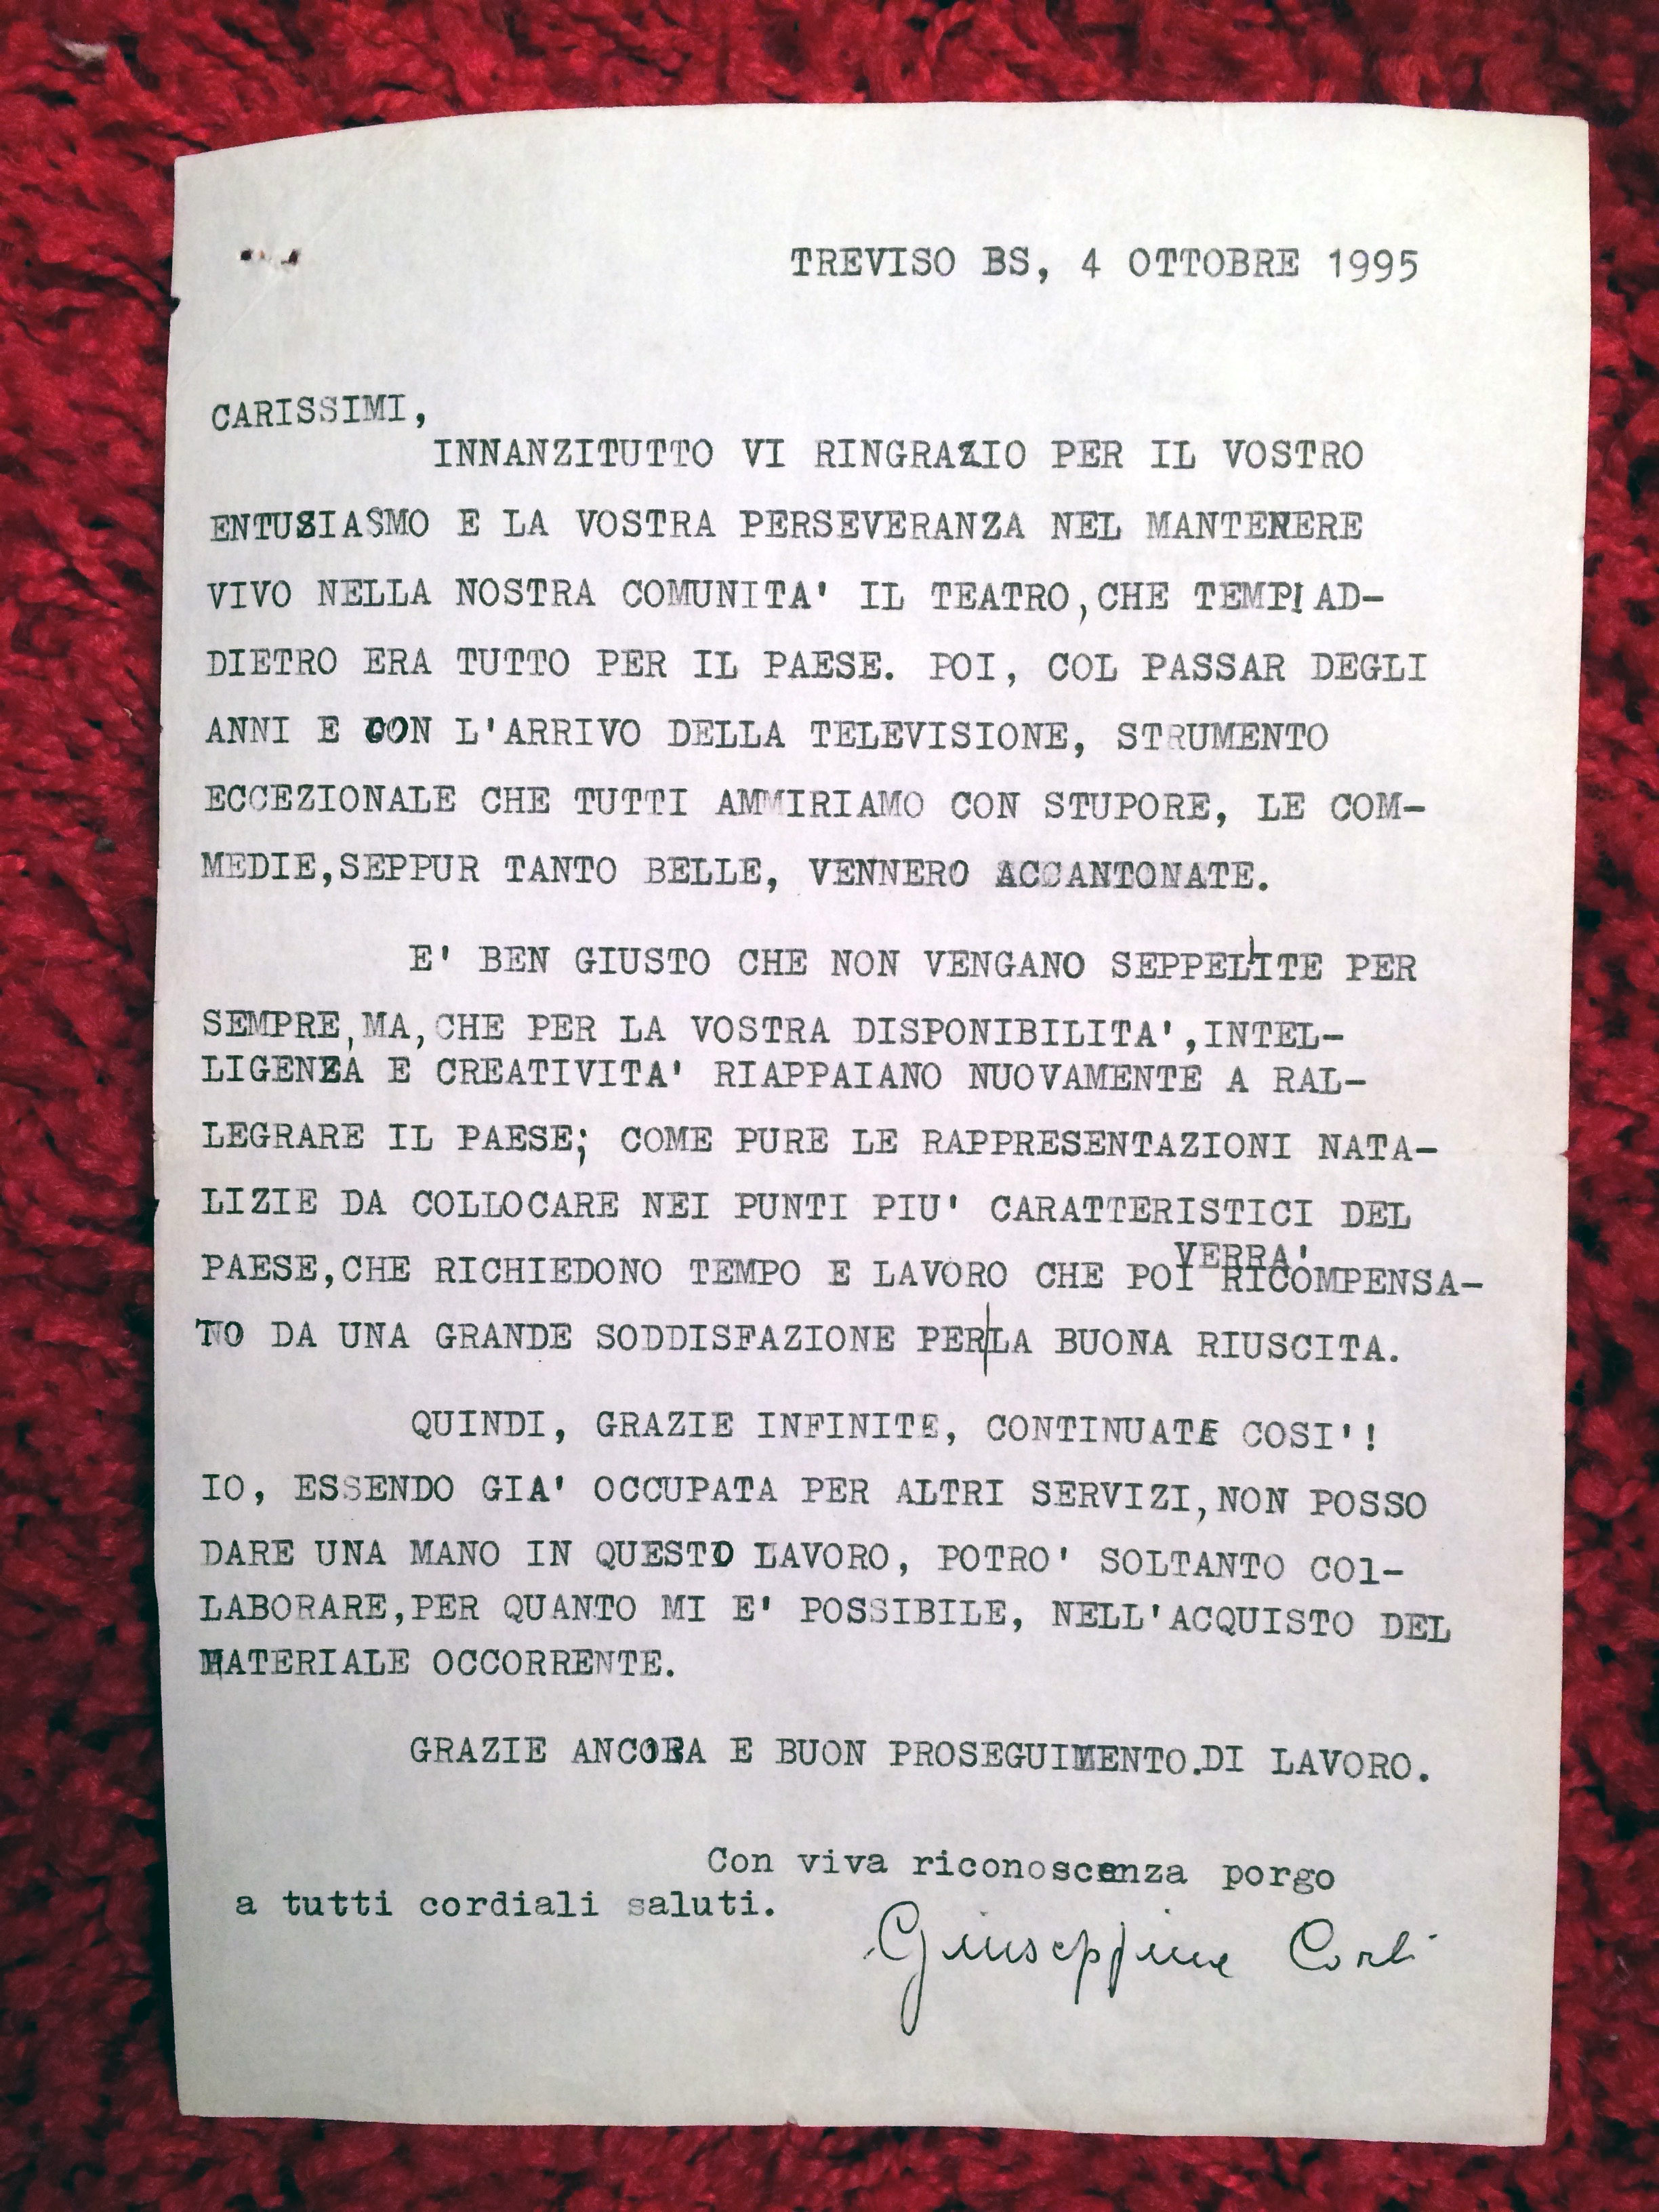 TREVISO BS, 4 OTTOBRE 1995
CARISSIMI,
INNANZITUTTO VI RINGRAZIO PER IL VOSTRO
ENTUSIASMO E LA VOSTRA PERSEVERANZA NEL MANTENERE
VIVO NELLA NOSTRA COMUNITA' IL TEATRO,CHE TEMPI AD-
DIETRO ERA TUTTO PER IL PAESE. POI, COL PASSAR DEGLI
ANNI E CON L'ARRIVO DELLA TELEVISIONE, STRUMENTO
ECCEZIONALE CHE TUTTI AMMIRIAMO CON STUPORE, LE COM-
MEDIE,SEPPUR TANTO BELLE, VENNERO ACCANTONATE.
E' BEN GIUSTO CHE NON VENGANO SEPPELLITE PER
SEMPRE,MA,CHE PER LA VOSTRA DISPONIBILITA',INTEL-
LIGENZA E CREATIVITA' RIAPPAIANO NUOVAMENTE A RAL-
LEGRARE IL PAESE; COME PURE LE RAPPRESENTAZIONI NATA-
LIZIE DA COLLOCARE NEI PUNTI PIU' CARATTERISTICI DEL
PAESE,CHE RICHIEDONO TEMPO E LAVORO CHE POI VERRA' RICOMPENSA-
TO DA UNA GRANDE SODDISFAZIONE PER|LA BUONA RIUSCITA.
QUINDI, GRAZIE INFINITE, CONTINUATE COSI'!
IO, ESSENDO GIA' OCCUPATA PER ALTRI SERVIZI,NON POSSO
DARE UNA MANO IN QUESTO LAVORO, POTRO' SOLTANTO COl-
LABORARE,PER QUANTO MI E' POSSIBILE, NELL'ACQUISTO DEL
MATERIALE OCCORRENTE.
GRAZIE ANCORA E BUON PROSEGUIMENTO.DI LAVORO.
Con viva riconoscenza porgo
a tutti cordiali saluti.
Giuseppina Corli